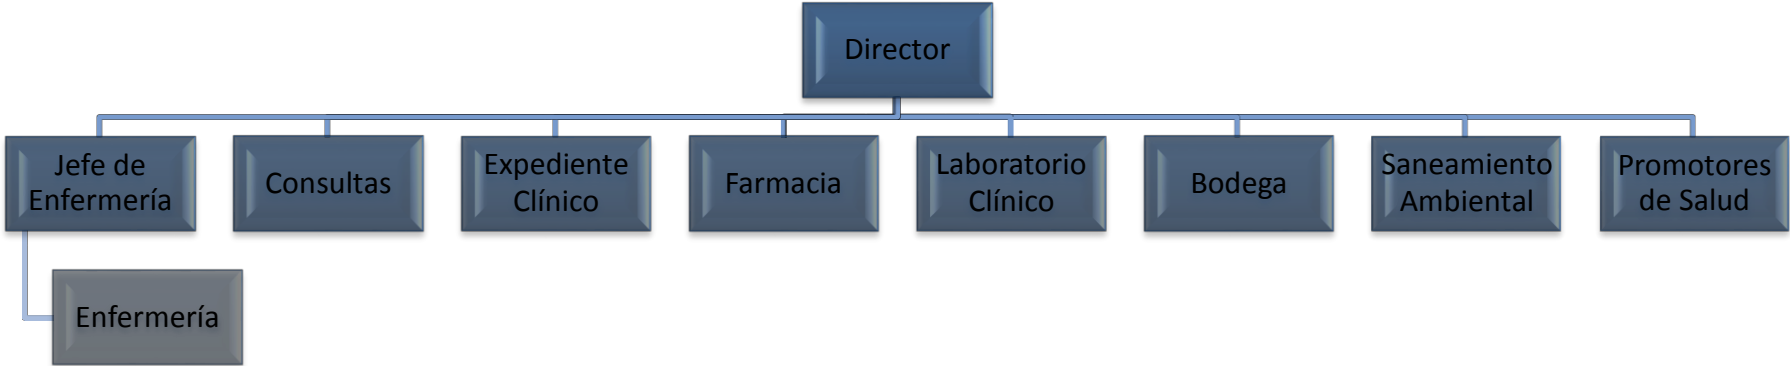 Director
Jefe de
Enfermería
Consultas
Expediente
Clínico
Farmacia
Laboratorio
Clínico
Bodega
Saneamiento
Ambiental
Promotores
de Salud
Enfermería